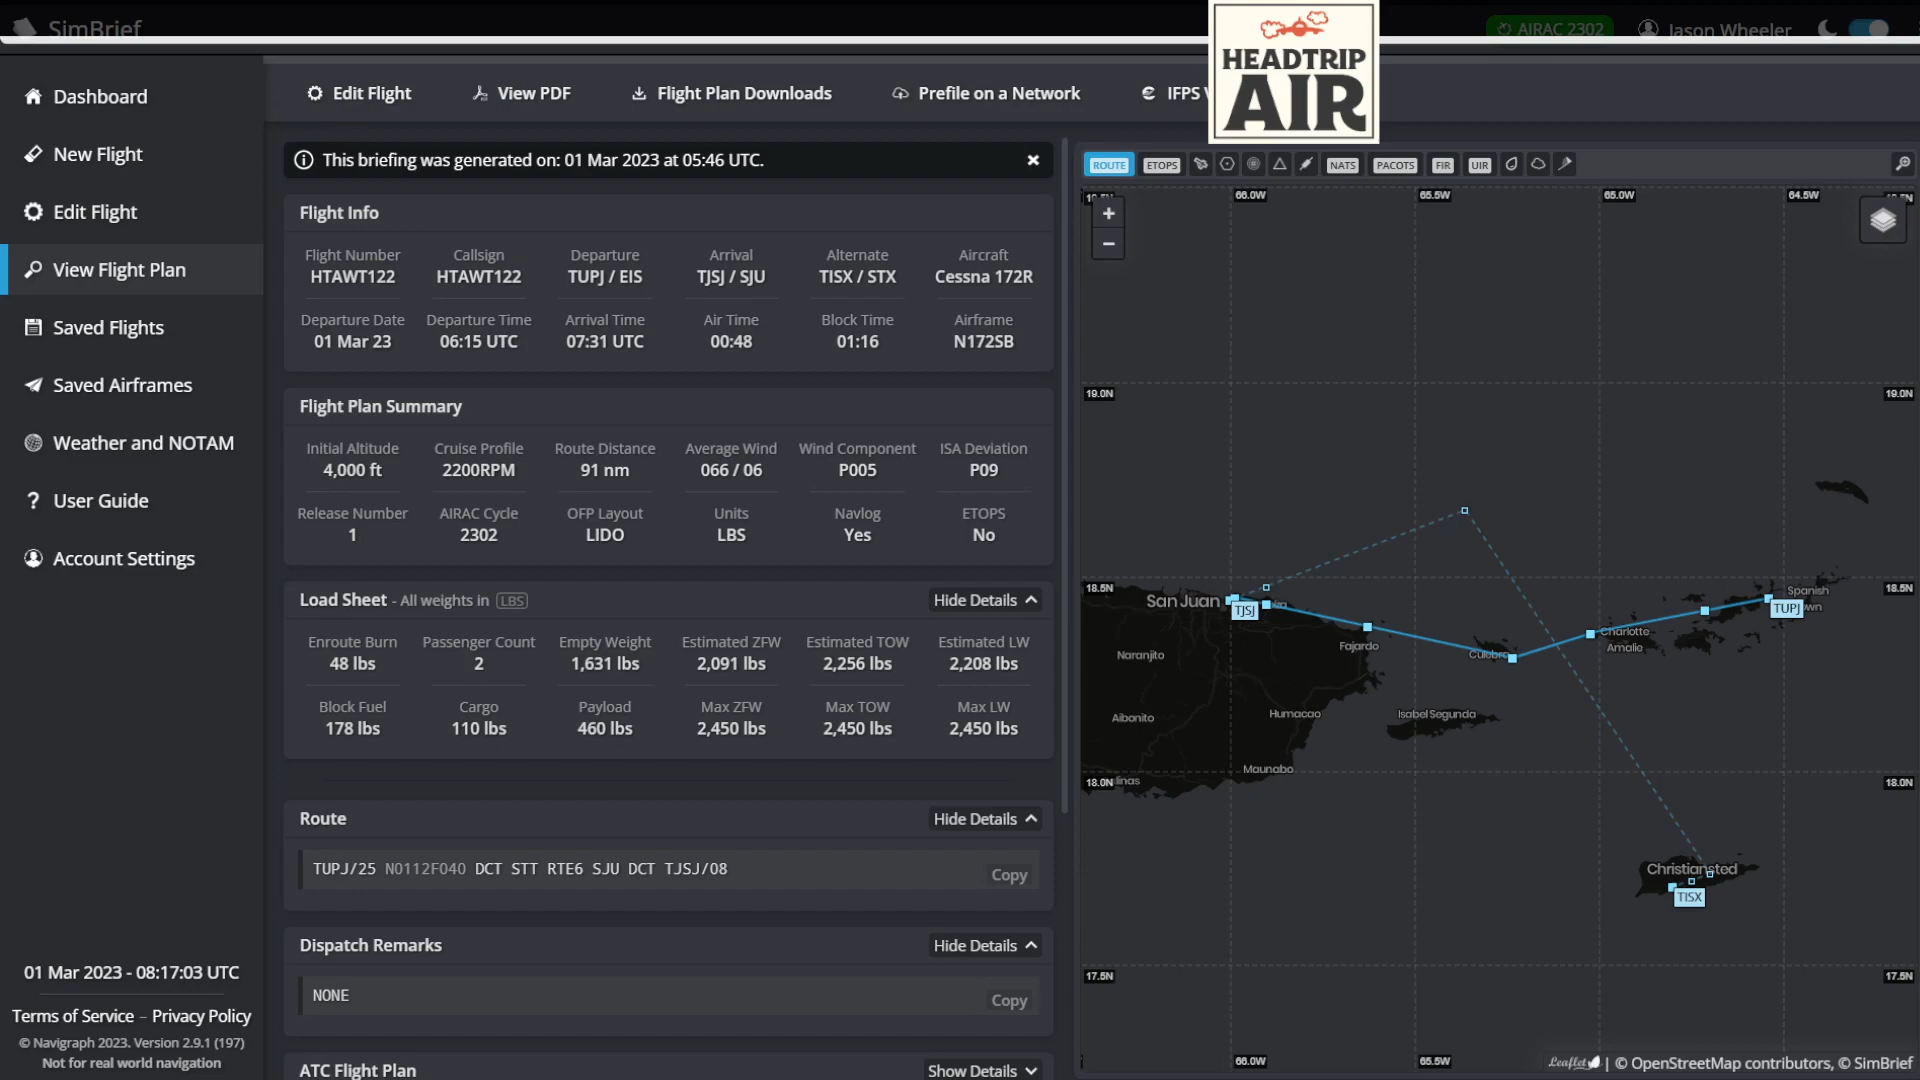 SimBrief
AIRAC 2302
Jason Wheeler
HEADTRIP
AIR
Dashboard
New Flight
Edit Flight
View Flight Plan
Saved Flights
Saved Airframes
Weather and NOTAM
User Guide
Account Settings
01 Mar 2023 - 08:17:03 UTC
Terms of Service – Privacy Policy
© Navigraph 2023. Version 2.9.1 (197)
Not for real world navigation
Edit Flight
View PDF
Flight Plan Downloads
Prefile on a Network
IFPS
This briefing was generated on: 01 Mar 2023 at 05:46 UTC.
Flight Info
Flight Number Callsign Departure Arrival Alternate Aircraft
HTAWT122 HTAWT122 TUPJ / EIS TJSJ / SJU TISX / STX Cessna 172R
Departure Date Departure Time Arrival Time Air Time Block Time Airframe
01 Mar 23 06:15 UTC 07:31 UTC 00:48 01:16 N172SB
Flight Plan Summary
Initial Altitude Cruise Profile Route Distance Average Wind Wind Component ISA Deviation
4,000 ft 2200RPM 91 nm 066 / 06 P005 P09
Release Number AIRAC Cycle OFP Layout Units Navlog ETOPS
1 2302 LIDO LBS Yes No
Load Sheet - All weights in LBS
Hide Details
Enroute Burn Passenger Count Empty Weight Estimated ZFW Estimated TOW Estimated LW
48 lbs 2 1,631 lbs 2,091 lbs 2,256 lbs 2,208 lbs
Block Fuel Cargo Payload Max ZFW Max TOW Max LW
178 lbs 110 lbs 460 lbs 2,450 lbs 2,450 lbs 2,450 lbs
Route
Hide Details
TUPJ/25 N0112F040 DCT STT RTE6 SJU DCT TJSJ/08
Copy
Dispatch Remarks
Hide Details
NONE
Copy
ATC Flight Plan
Show Details
ROUTE ETOPS NATS PACOTS FIR UIR
66.0W 65.5W 65.0W 64.5W
+
−
19.0N 19.0N
18.5N 18.5N
San Juan
TJSJ
Spanish
TUPJ
Charlotte
Amalie
Fajardo
Culebra
Naranjito
Aibonito
Humacao
Isabel Segunda
Maunabo
18.0N 18.0N
Christiansted
TISX
17.5N 17.5N
66.0W 65.5W
Leaflet | © OpenStreetMap contributors, © SimBrief